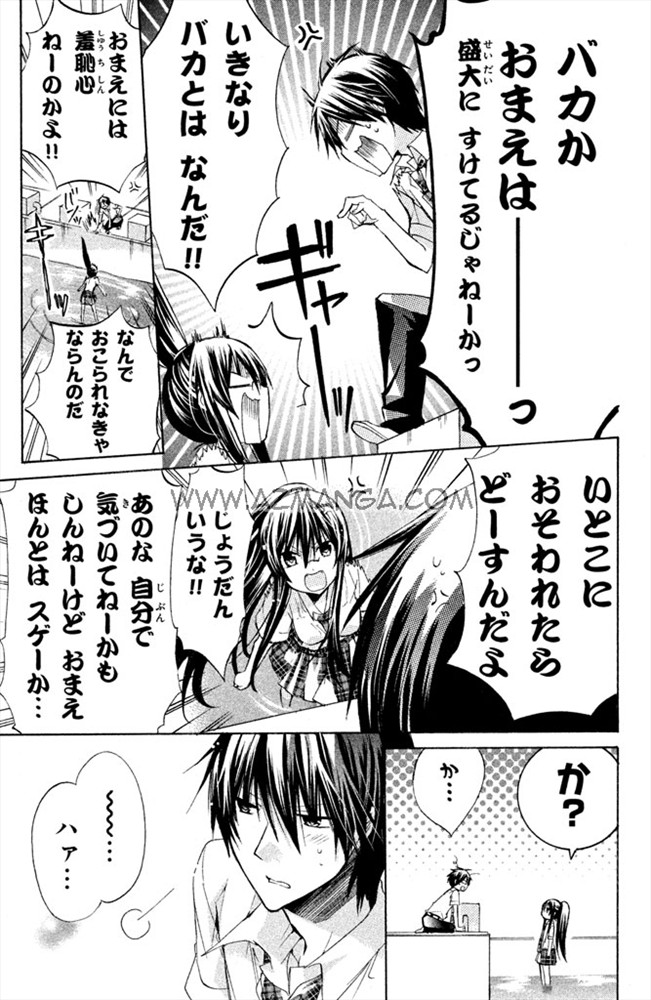 バカか
おまえは――っ
盛大に すけてるじゃねーかっ
いきなり
バカとは なんだ!!
ギャー
おまえには
羞恥心
ねーのかよ!!
なんで
おこられなきゃ
ならんのだ
いとこに
おそわれたら
どーすんだよ
じょうだん
いうな!!
あのな 自分で
気づいてねーかも
しんねーけど おまえ
ほんとは スゲーか…
WWW.AZMANGA.COM
か?
か…
〜〜〜
ハァ…